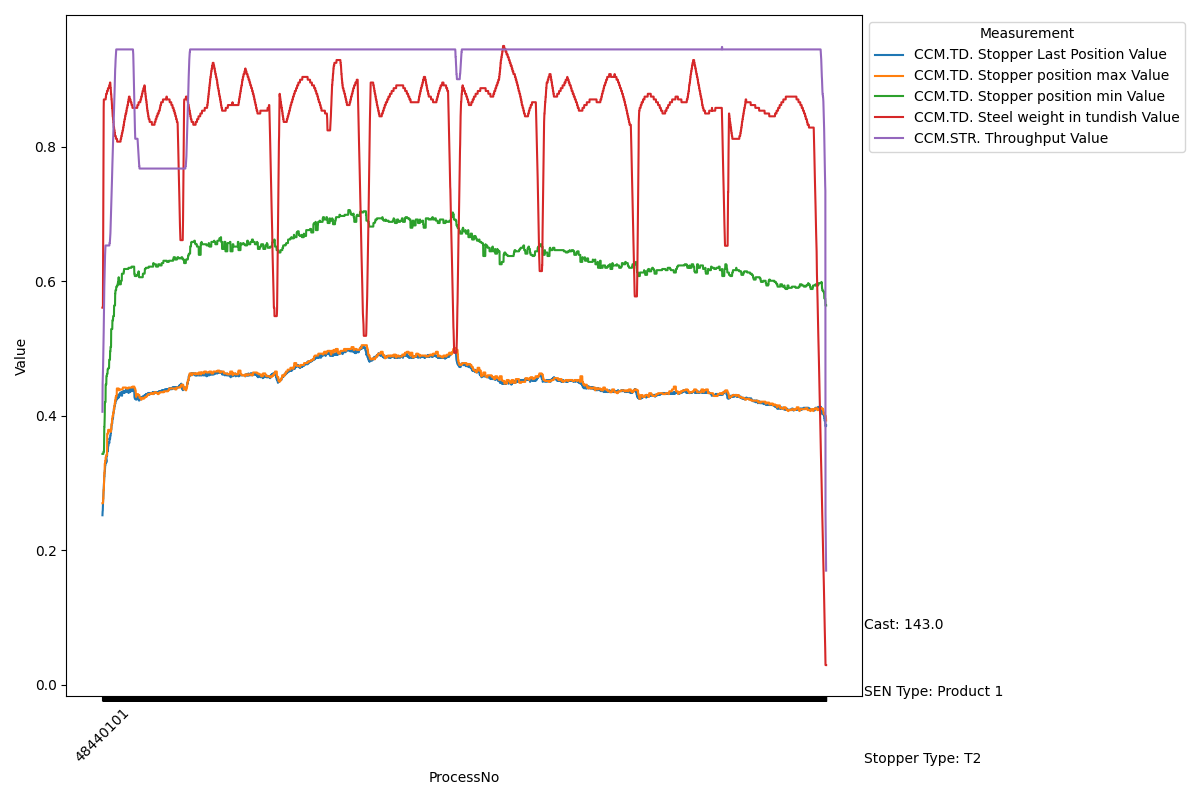 Measurement
CCM.TD. Stopper Last Position Value
CCM.TD. Stopper position max Value
CCM.TD. Stopper position min Value
CCM.TD. Steel weight in tundish Value
CCM.STR. Throughput Value
Value
0.8
0.6
0.4
0.2
0.0
48440101
ProcessNo
Cast: 143.0
SEN Type: Product 1
Stopper Type: T2